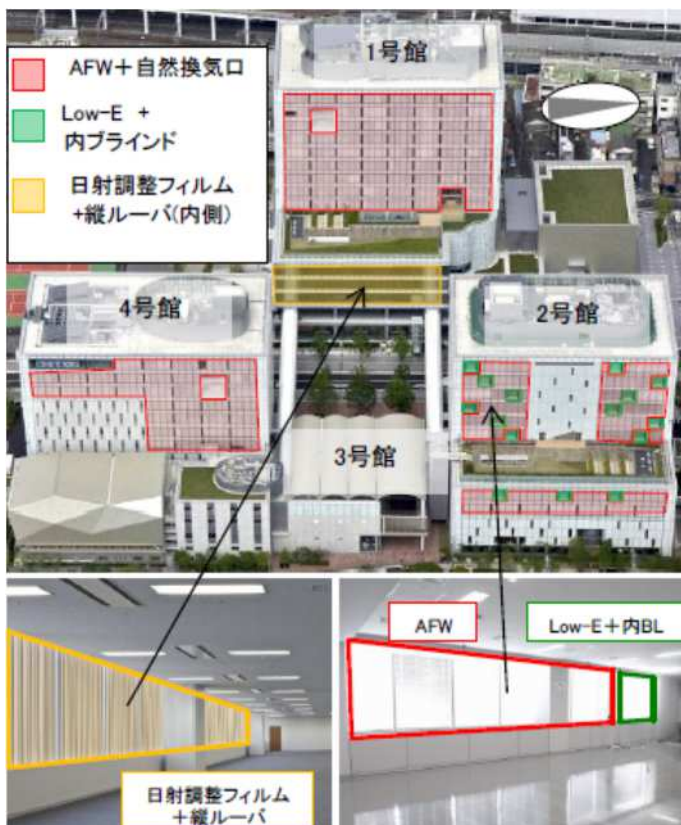 1号館
AFW+自然換気口
Low-E +
内ブラインド
日射調整フィルム
+縦ルーバ(内側)
4号館
2号館
3号館
AFW
Low-E+内BL
日射調整フィルム
+縦ルーバ